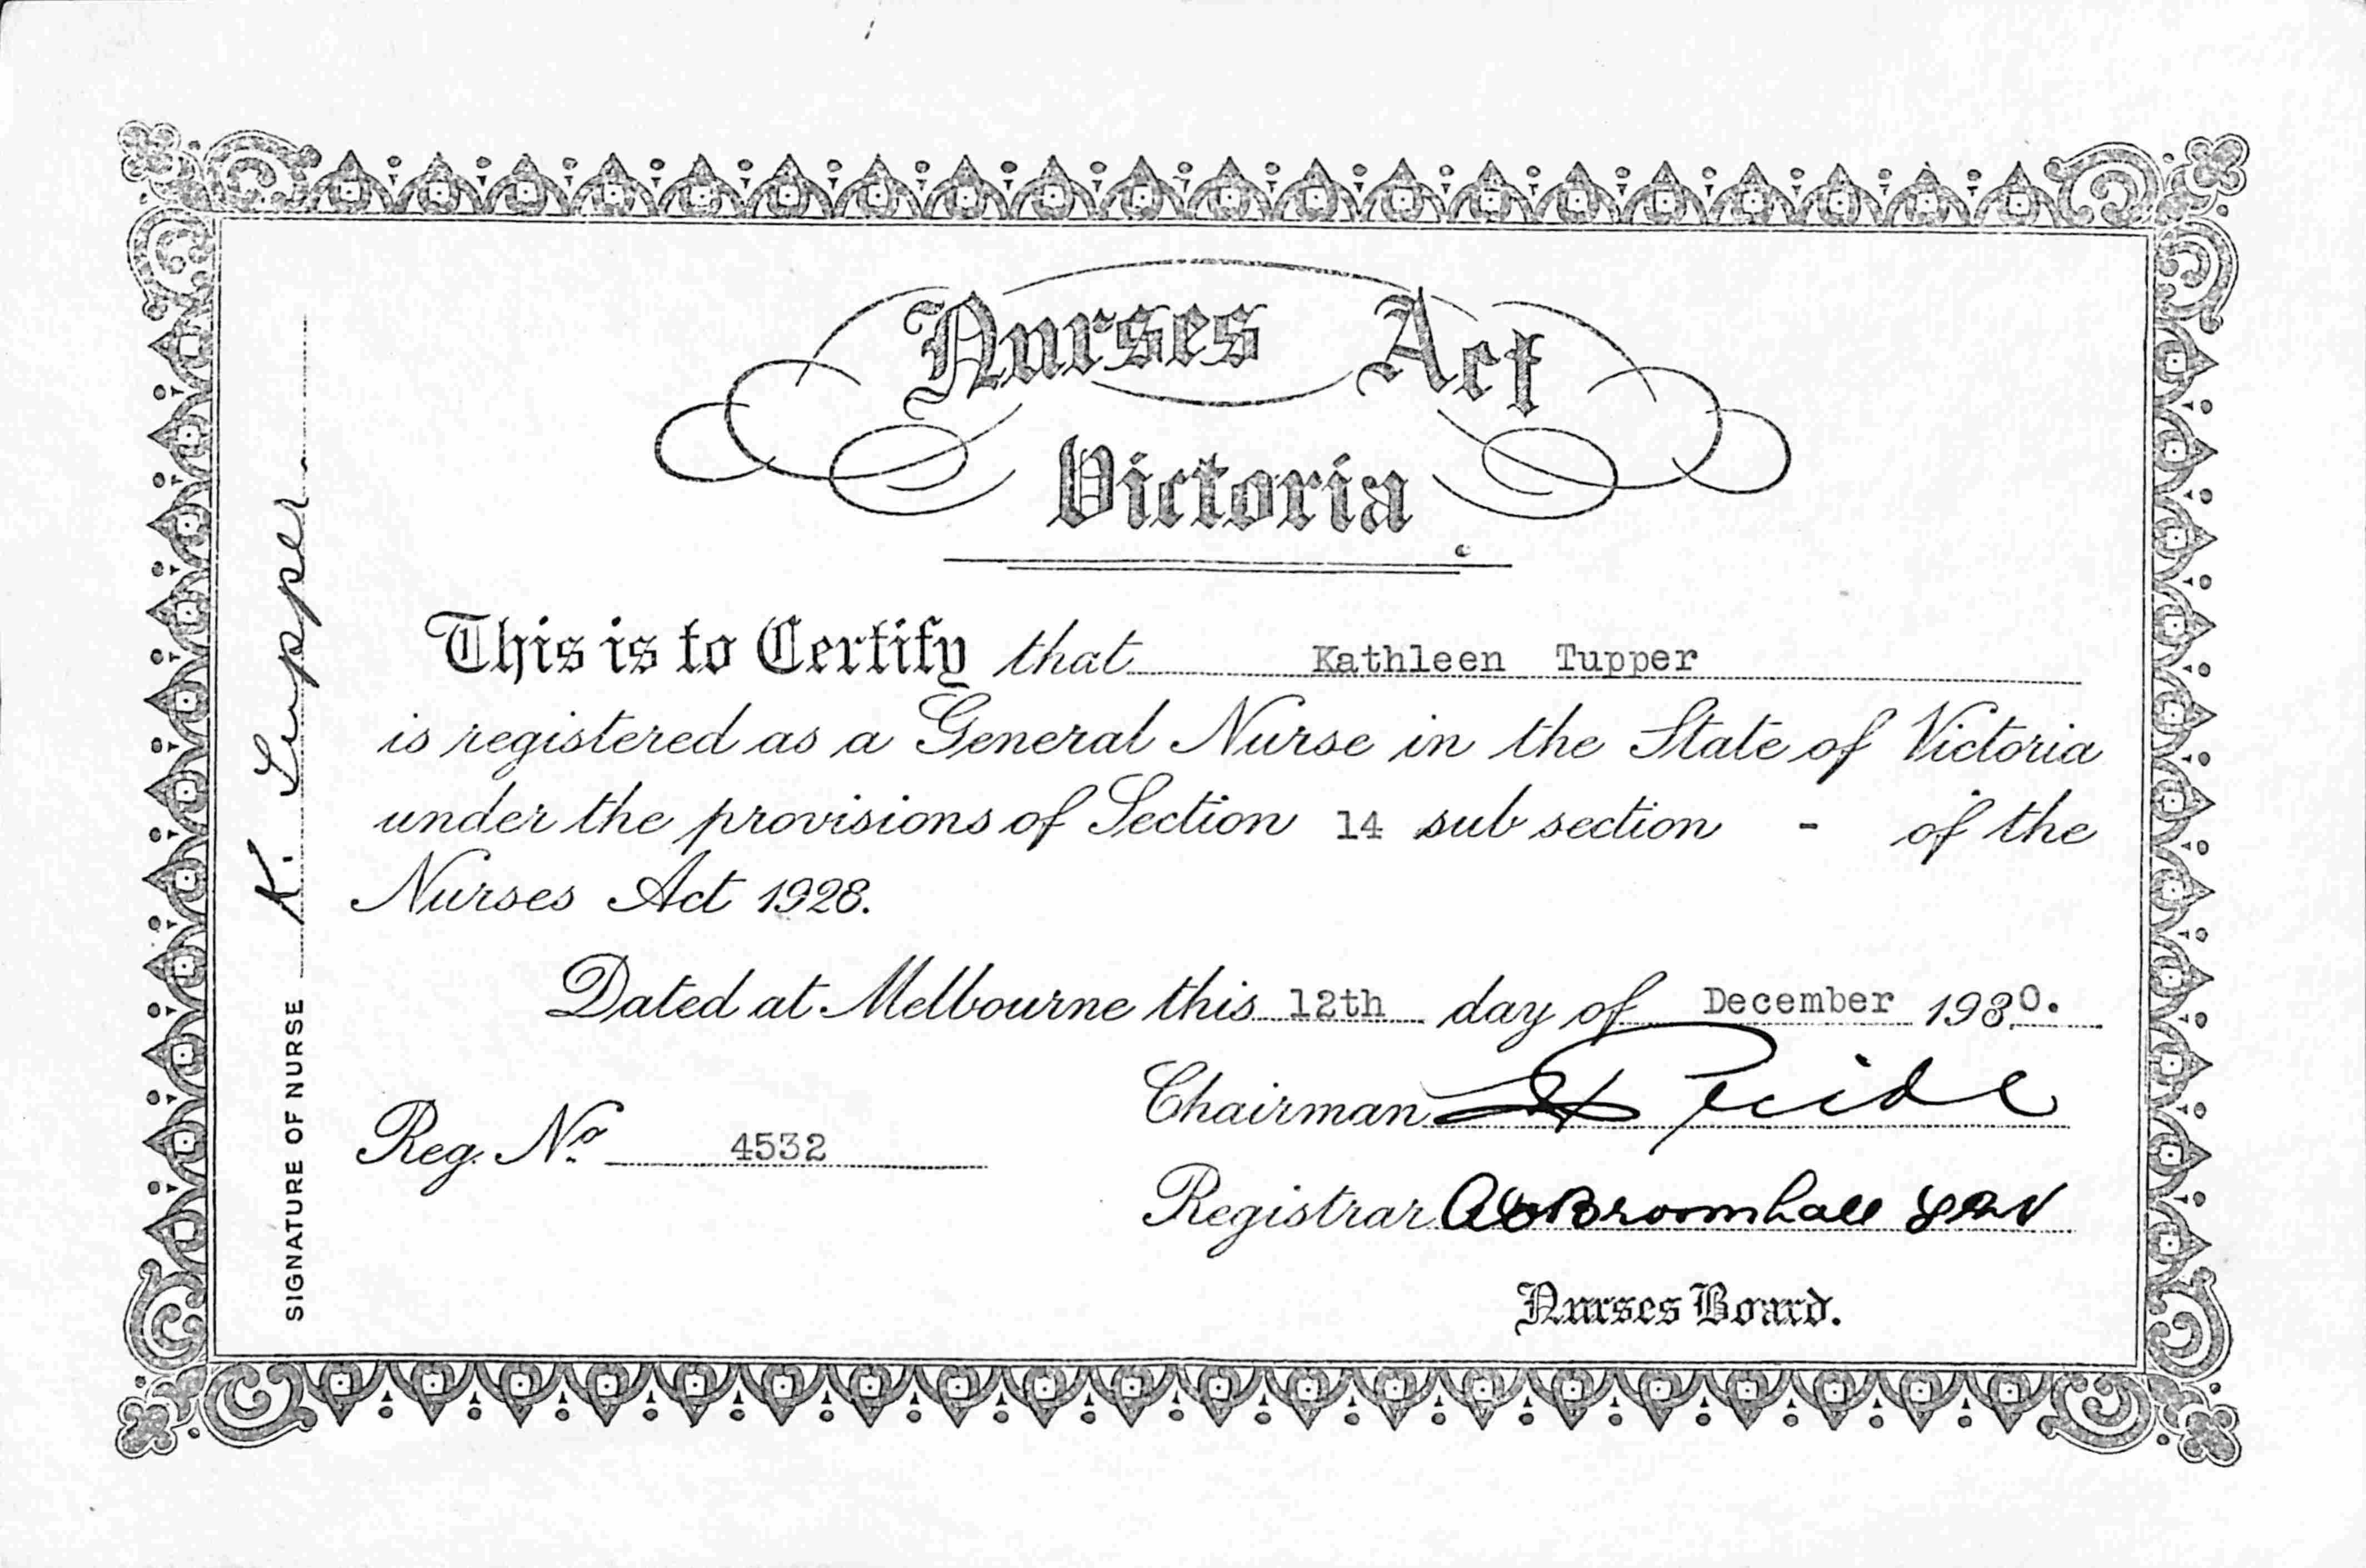 Nurses Act
Victoria
This is to Certify that Kathleen Tupper
is registered as a General Nurse in the State of Victoria
under the provisions of Section 14 sub section - of the
Nurses Act 1928.
Dated at Melbourne this 12th day of December 1930.
Reg. No 4532
Chairman
Registrar Broomhall
Nurses Board.
SIGNATURE OF NURSE K. Tupper